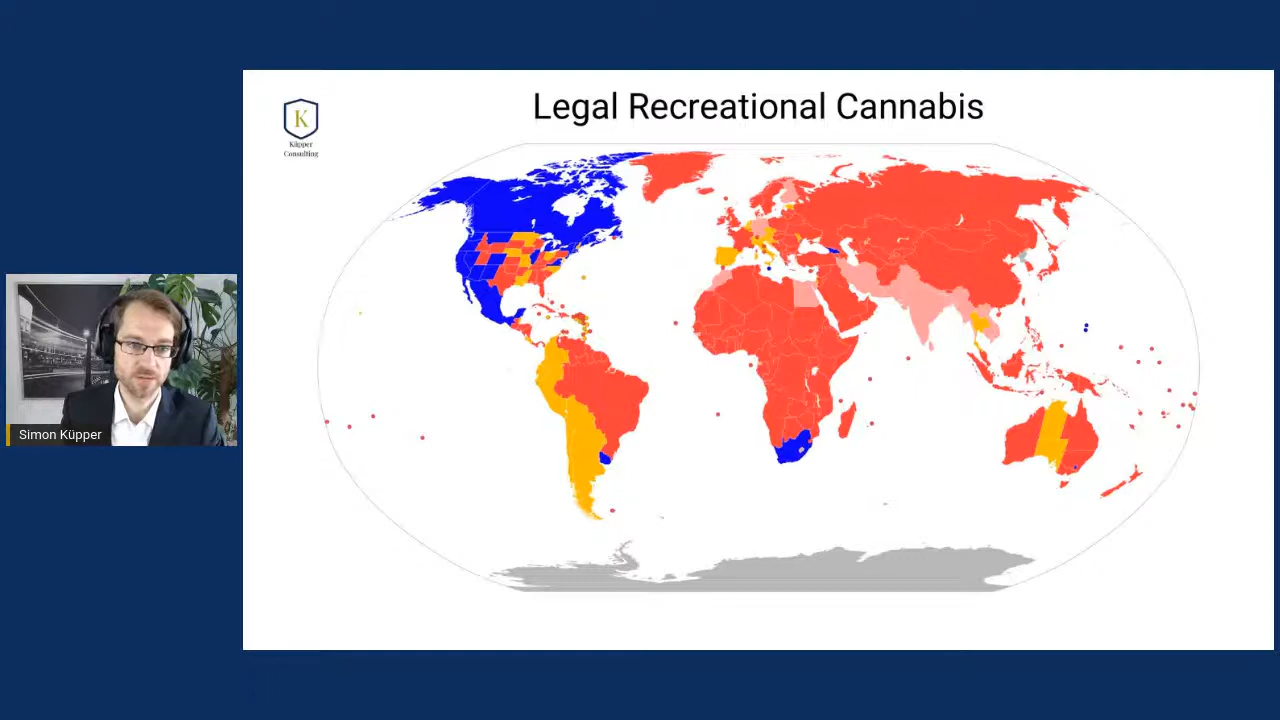 Legal Recreational Cannabis
K
Küpper
Consulting
Simon Küpper